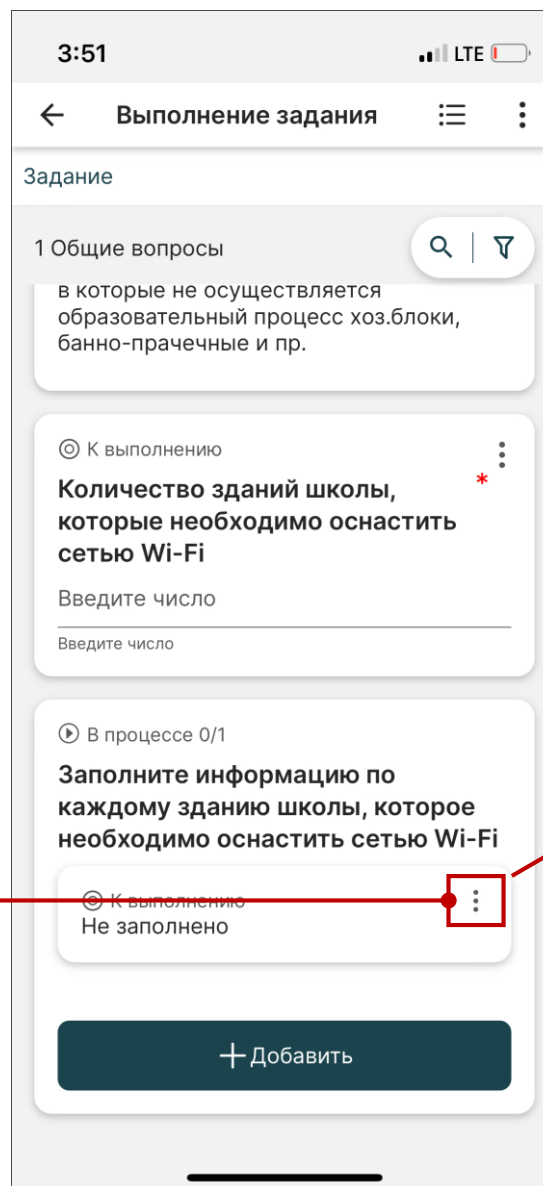 3:51
LTE
Выполнение задания
Задание
1 Общие вопросы
в которые не осуществляется
образовательный процесс хоз.блоки,
банно-прачечные и пр.
К выполнению
*
Количество зданий школы,
которые необходимо оснастить
сетью Wi-Fi
Введите число
Введите число
В процессе 0/1
Заполните информацию по
каждому зданию школы, которое
необходимо оснастить сетью Wi-Fi
К выполнению
Не заполнено
Добавить